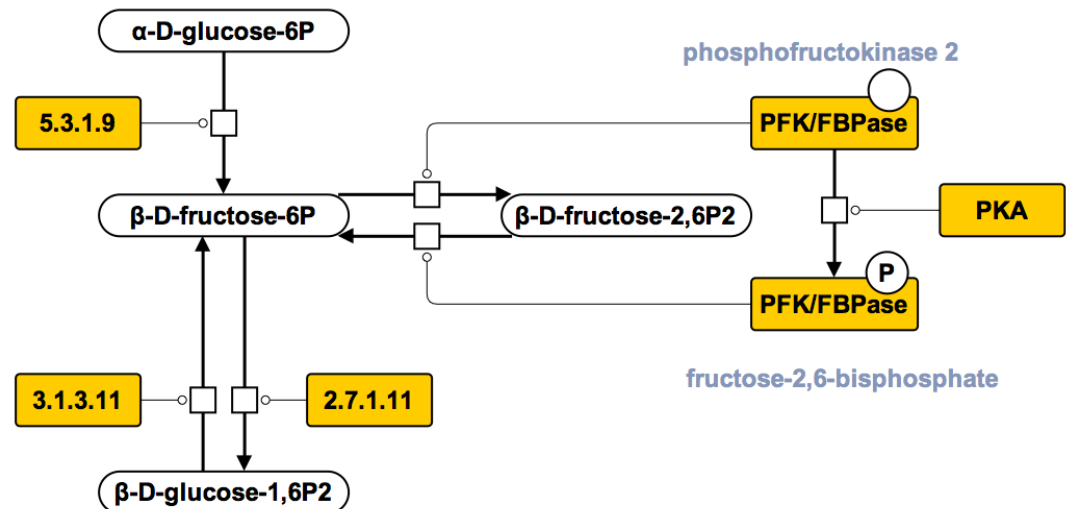 α-D-glucose-6P
phosphofructokinase 2
5.3.1.9
PFK/FBPase
β-D-fructose-6P
β-D-fructose-2,6P2
PKA
P
PFK/FBPase
fructose-2,6-bisphosphate
3.1.3.11
2.7.1.11
β-D-glucose-1,6P2